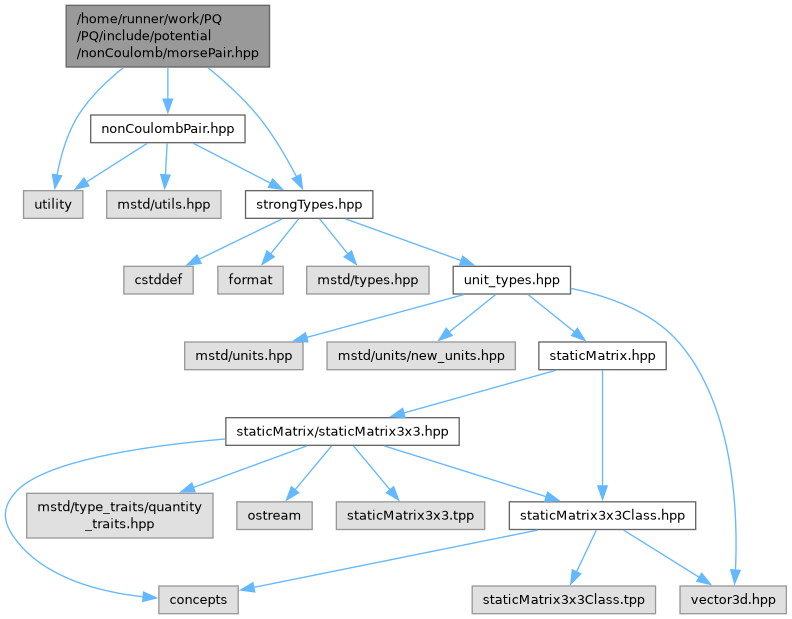 /home/runner/work/PQ
/PQ/include/potential
/nonCoulomb/morsePair.hpp
nonCoulombPair.hpp
utility
mstd/utils.hpp
strongTypes.hpp
cstddef
format
mstd/types.hpp
unit_types.hpp
mstd/units.hpp
mstd/units/new_units.hpp
staticMatrix.hpp
staticMatrix/staticMatrix3x3.hpp
mstd/type_traits/quantity
_traits.hpp
ostream
staticMatrix3x3.tpp
staticMatrix3x3Class.hpp
concepts
staticMatrix3x3Class.tpp
vector3d.hpp